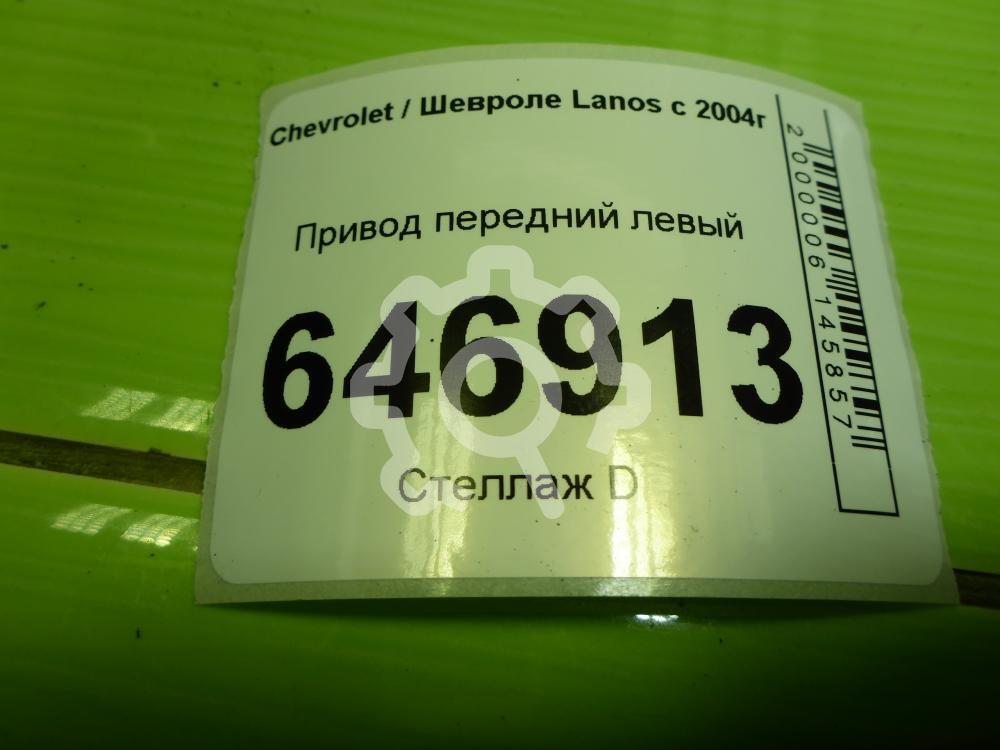 Chevrolet / Шевроле Lanos с 2004г
Привод передний левый
646913
Стеллаж D
2000006145857